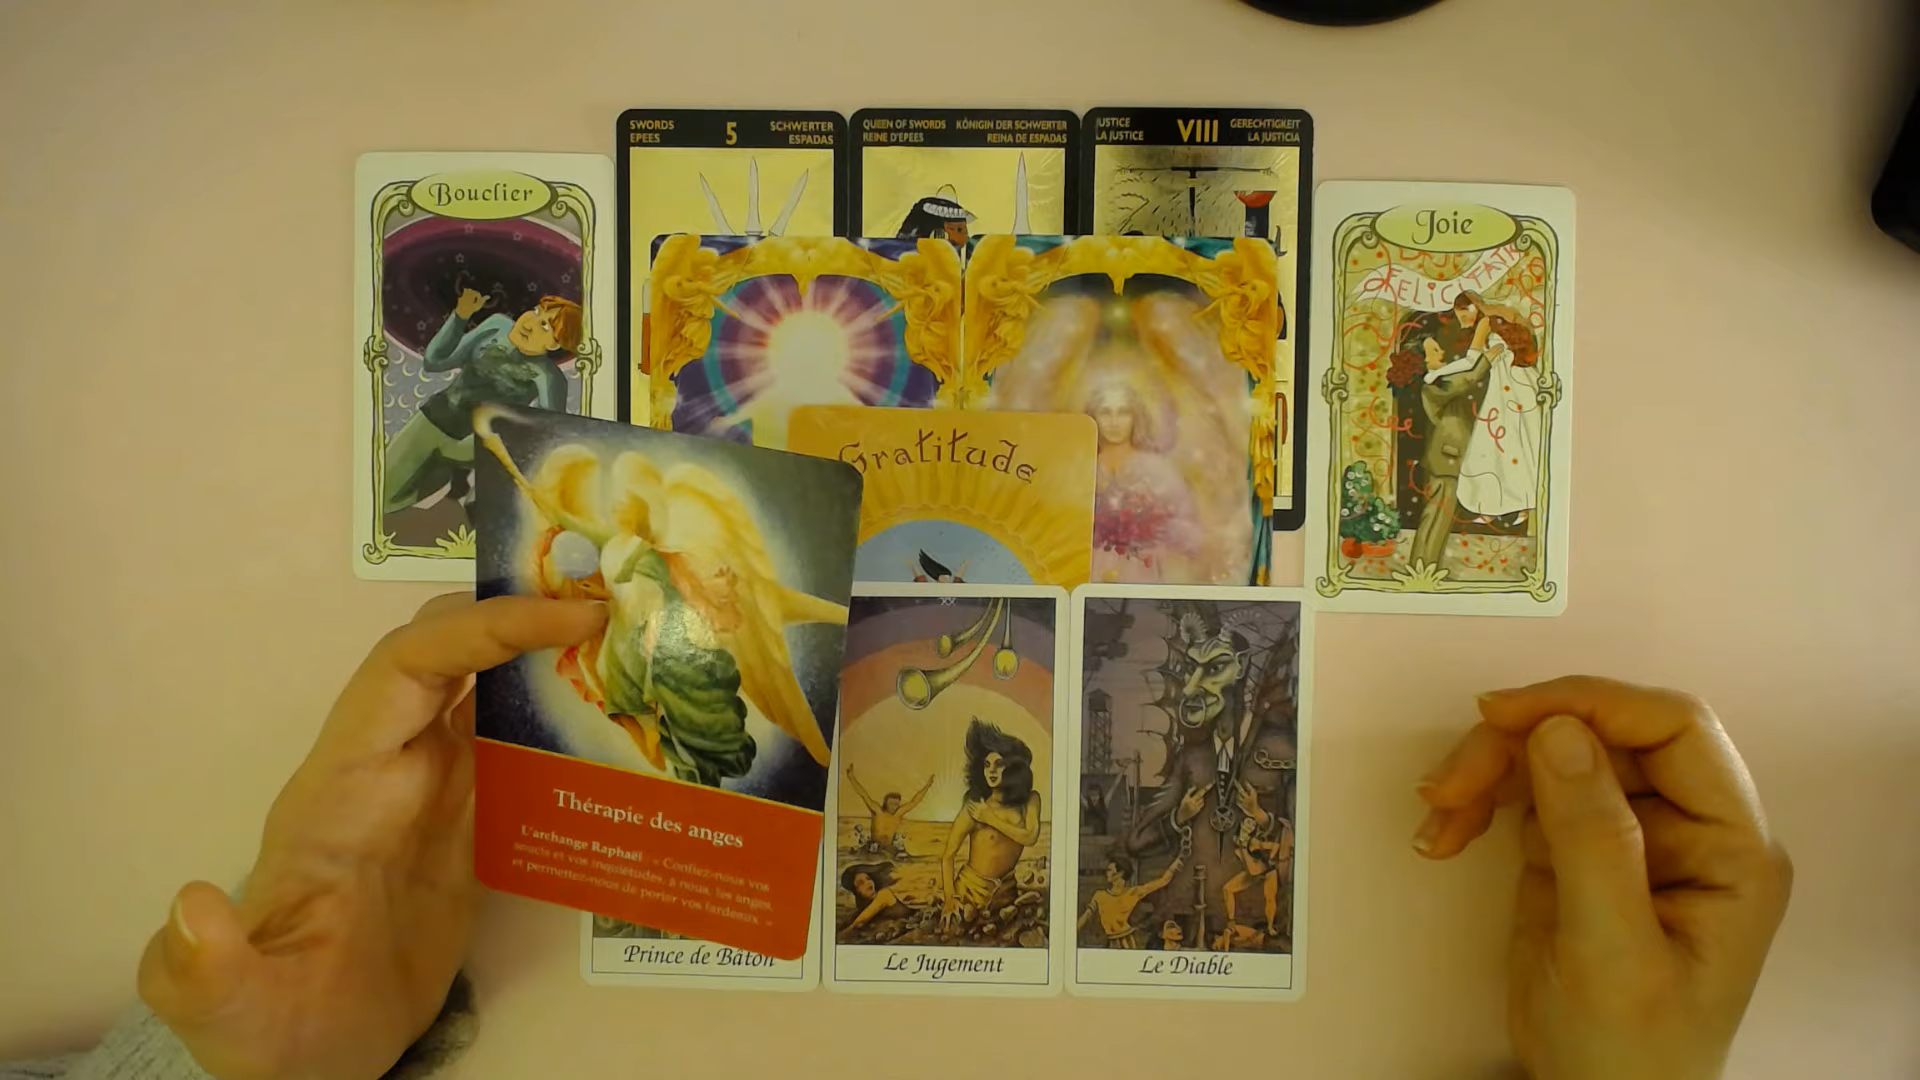 SWORDS
EPEES
5
SCHWERTER
ESPADAS
QUEEN OF SWORDS
REINE D'EPEES
KÖNIGIN DER SCHWERTER
REINA DE ESPADAS
JUSTICE
LA JUSTICE
VIII
GERECHTIGKEIT
LA JUSTICIA
Bouclier
Joie
Gratitude
Thérapie des anges
L'archange Raphaël : « Confiez-nous vos
soucis et vos inquiétudes, à nous, les anges,
et permettez-nous de porter vos fardeaux. »
Prince de Bâton
Le Jugement
Le Diable